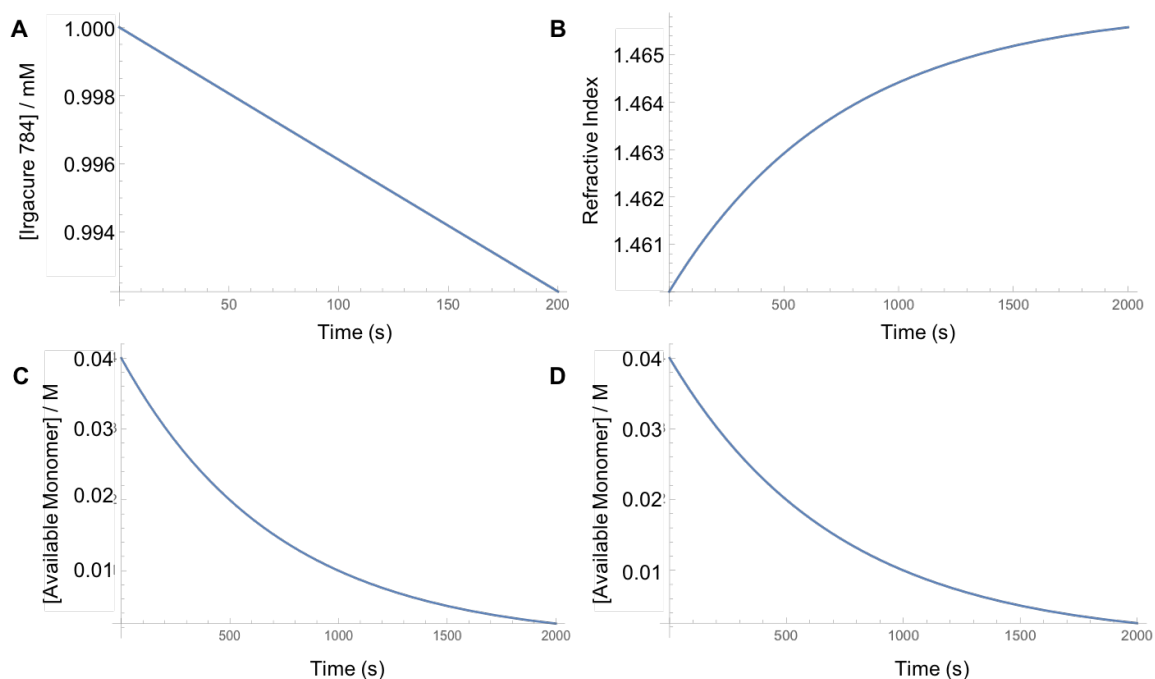 A
[Irgacure 784] / mM
1.000
0.998
0.996
0.994
50
100
150
200
Time (s)
B
Refractive Index
1.465
1.464
1.463
1.462
1.461
500
1000
1500
2000
Time (s)
C
[Available Monomer] / M
0.04
0.03
0.02
0.01
500
1000
1500
2000
Time (s)
D
[Available Monomer] / M
0.04
0.03
0.02
0.01
500
1000
1500
2000
Time (s)